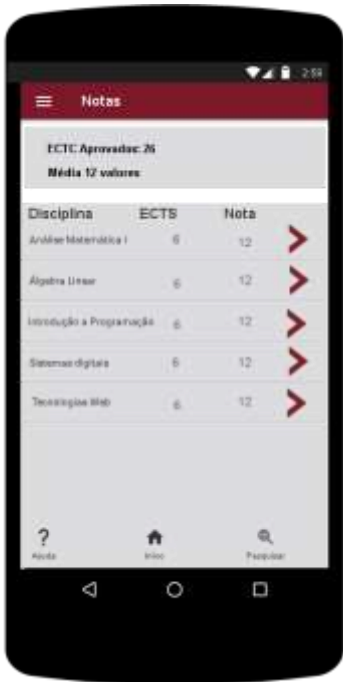 2:59
Notas
ECTC Aprovados: 26
Média 12 valores
Disciplina ECTS Nota
Análise Matemática I 6 12
Álgebra Linear 6 12
Introdução a Programação 6 12
Sistemas digitais 6 12
Tecnologias Web 6 12
?
Ajuda Início Pesquisar